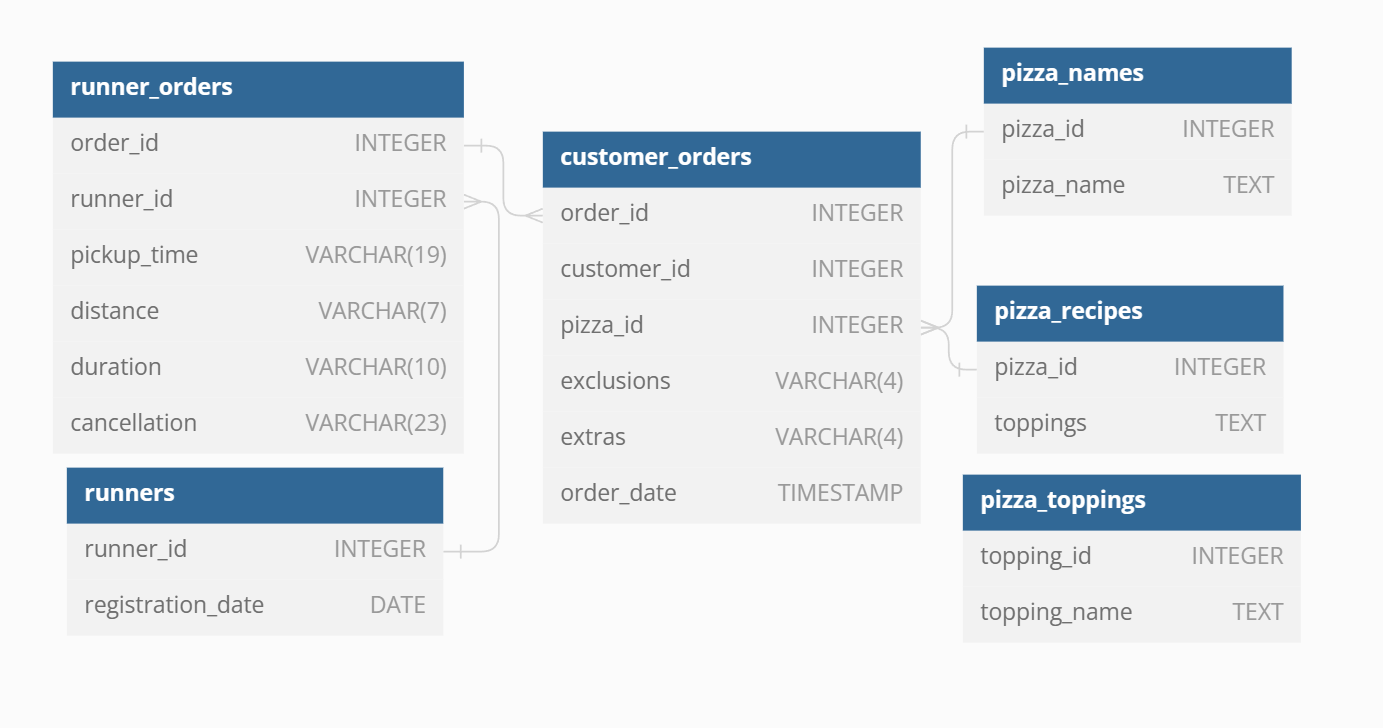 runner_orders
order_id INTEGER
runner_id INTEGER
pickup_time VARCHAR(19)
distance VARCHAR(7)
duration VARCHAR(10)
cancellation VARCHAR(23)
runners
runner_id INTEGER
registration_date DATE
customer_orders
order_id INTEGER
customer_id INTEGER
pizza_id INTEGER
exclusions VARCHAR(4)
extras VARCHAR(4)
order_date TIMESTAMP
pizza_names
pizza_id INTEGER
pizza_name TEXT
pizza_recipes
pizza_id INTEGER
toppings TEXT
pizza_toppings
topping_id INTEGER
topping_name TEXT